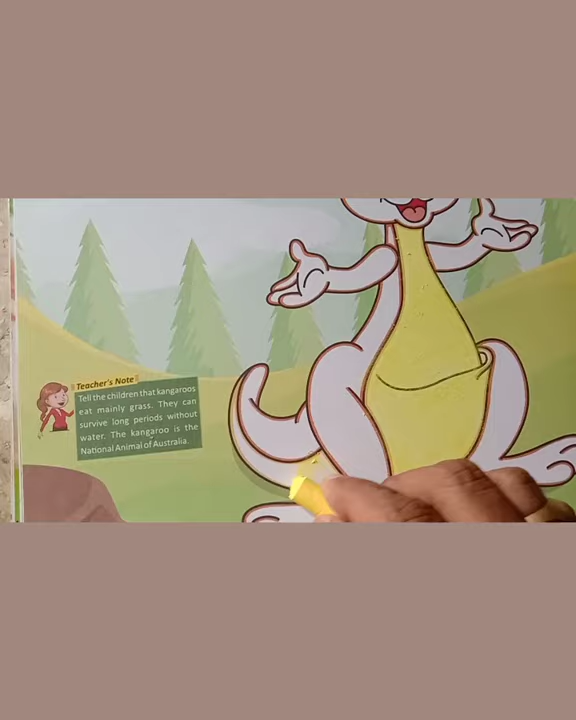 Teacher's Note
Tell the children that kangaroos
eat mainly grass. They can
survive long periods without
water. The kangaroo is the
National Animal of Australia.